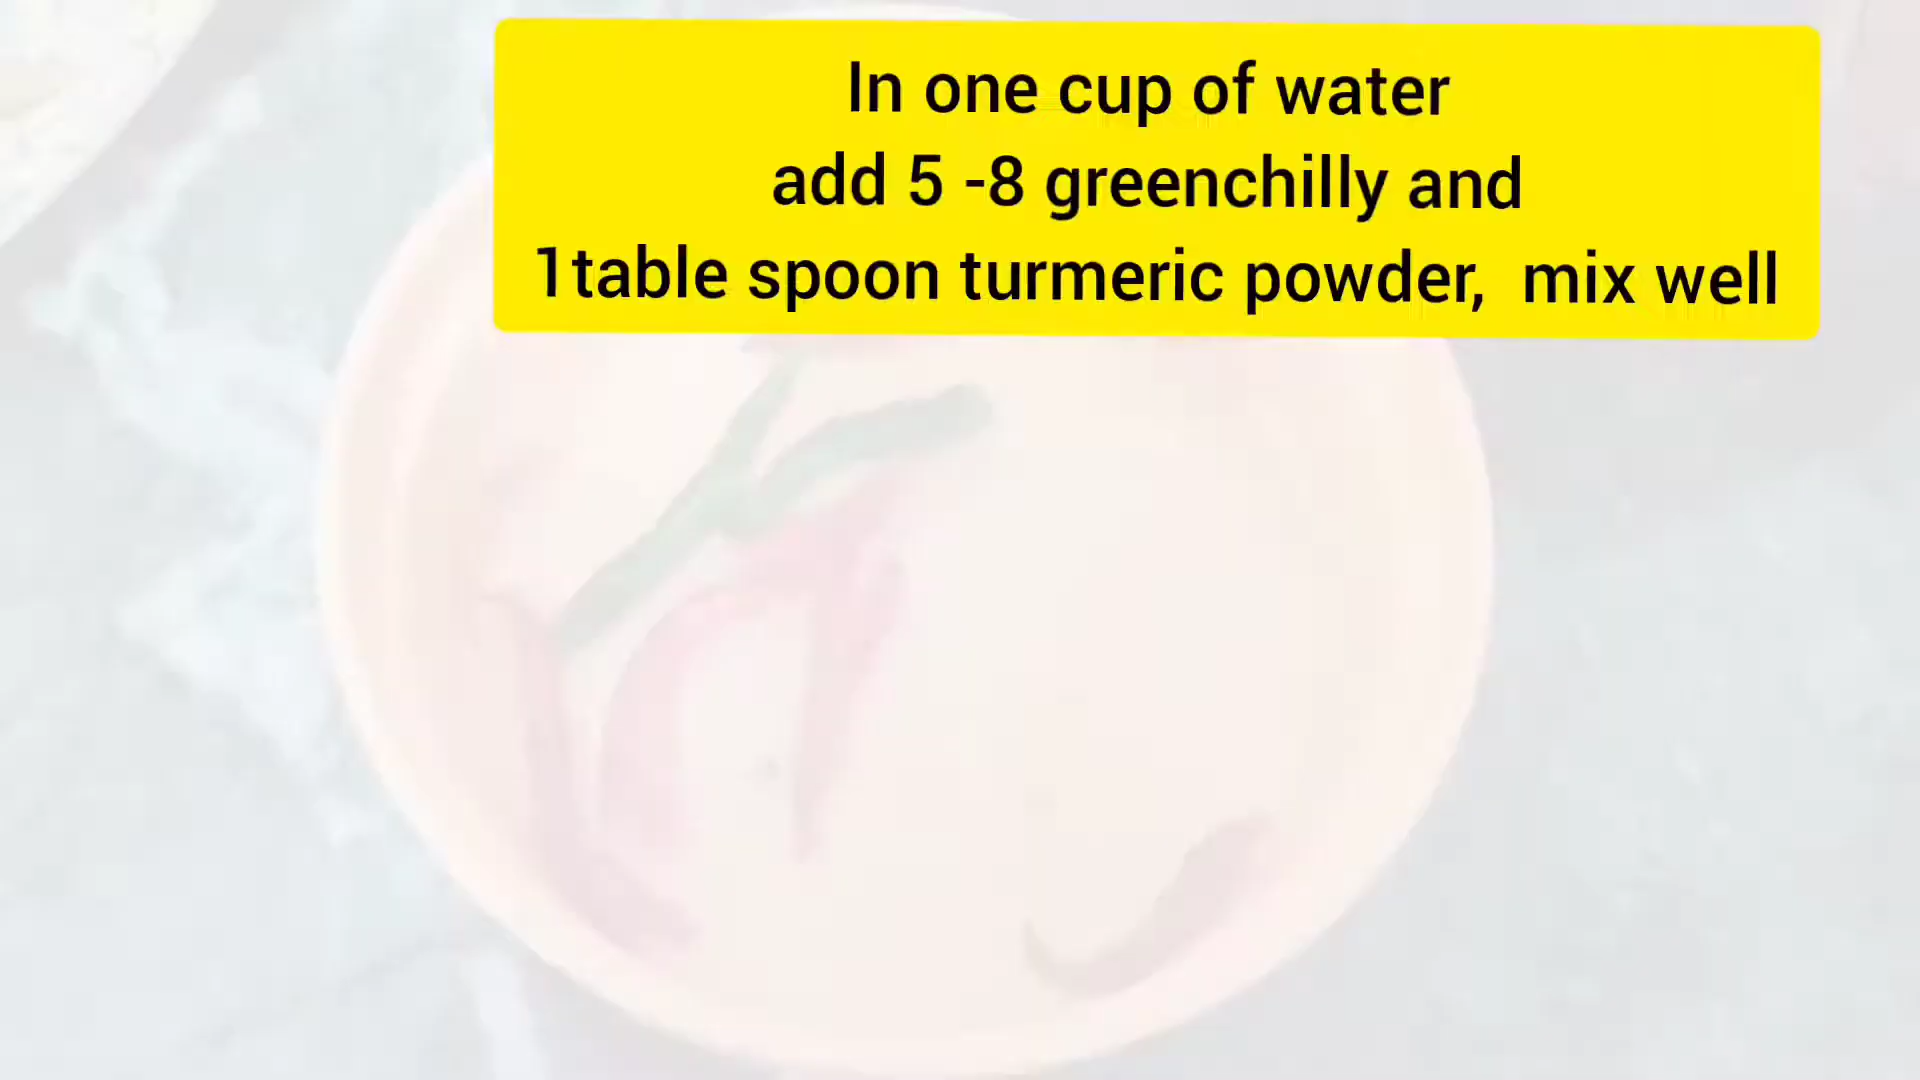 In one cup of water
add 5 -8 greenchilly and
1table spoon turmeric powder,  mix well